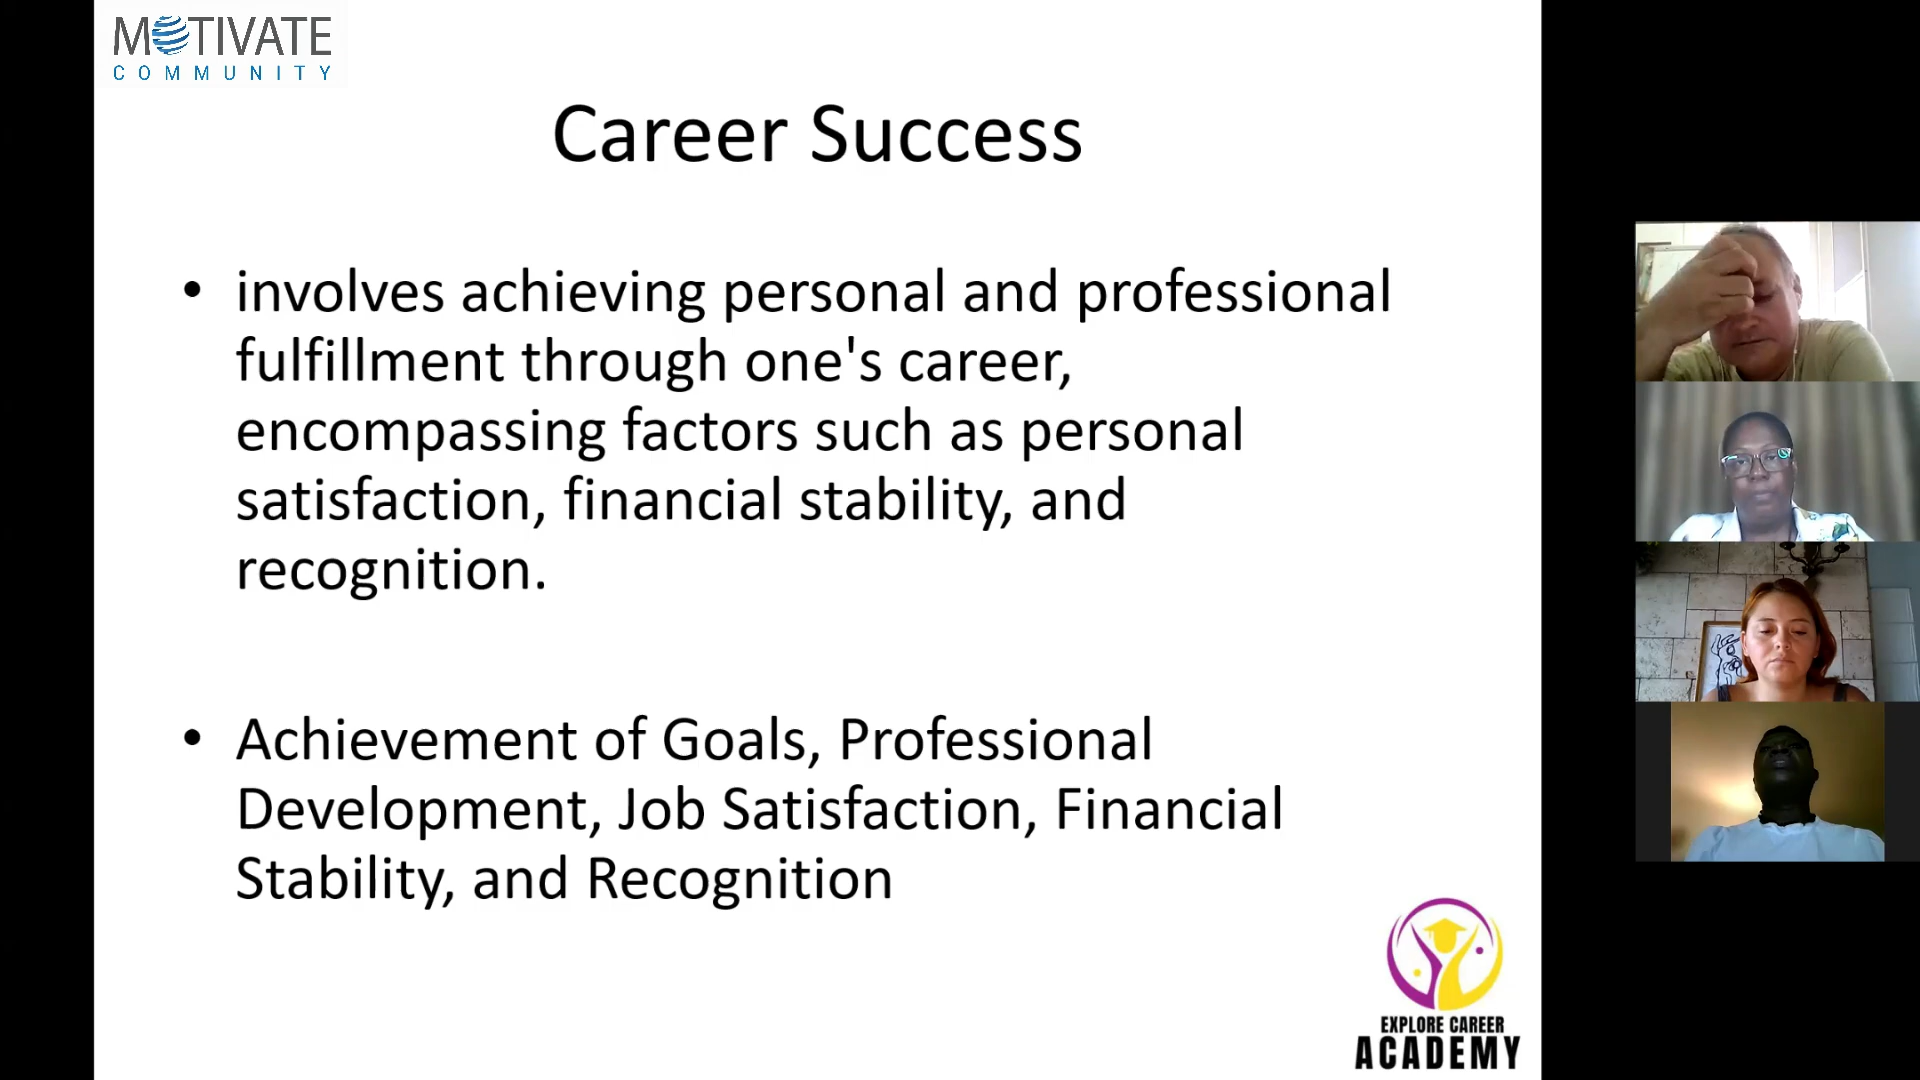 MOTIVATE
COMMUNITY
Career Success
• involves achieving personal and professional
fulfillment through one's career,
encompassing factors such as personal
satisfaction, financial stability, and
recognition.
• Achievement of Goals, Professional
Development, Job Satisfaction, Financial
Stability, and Recognition
EXPLORE CAREER
ACADEMY